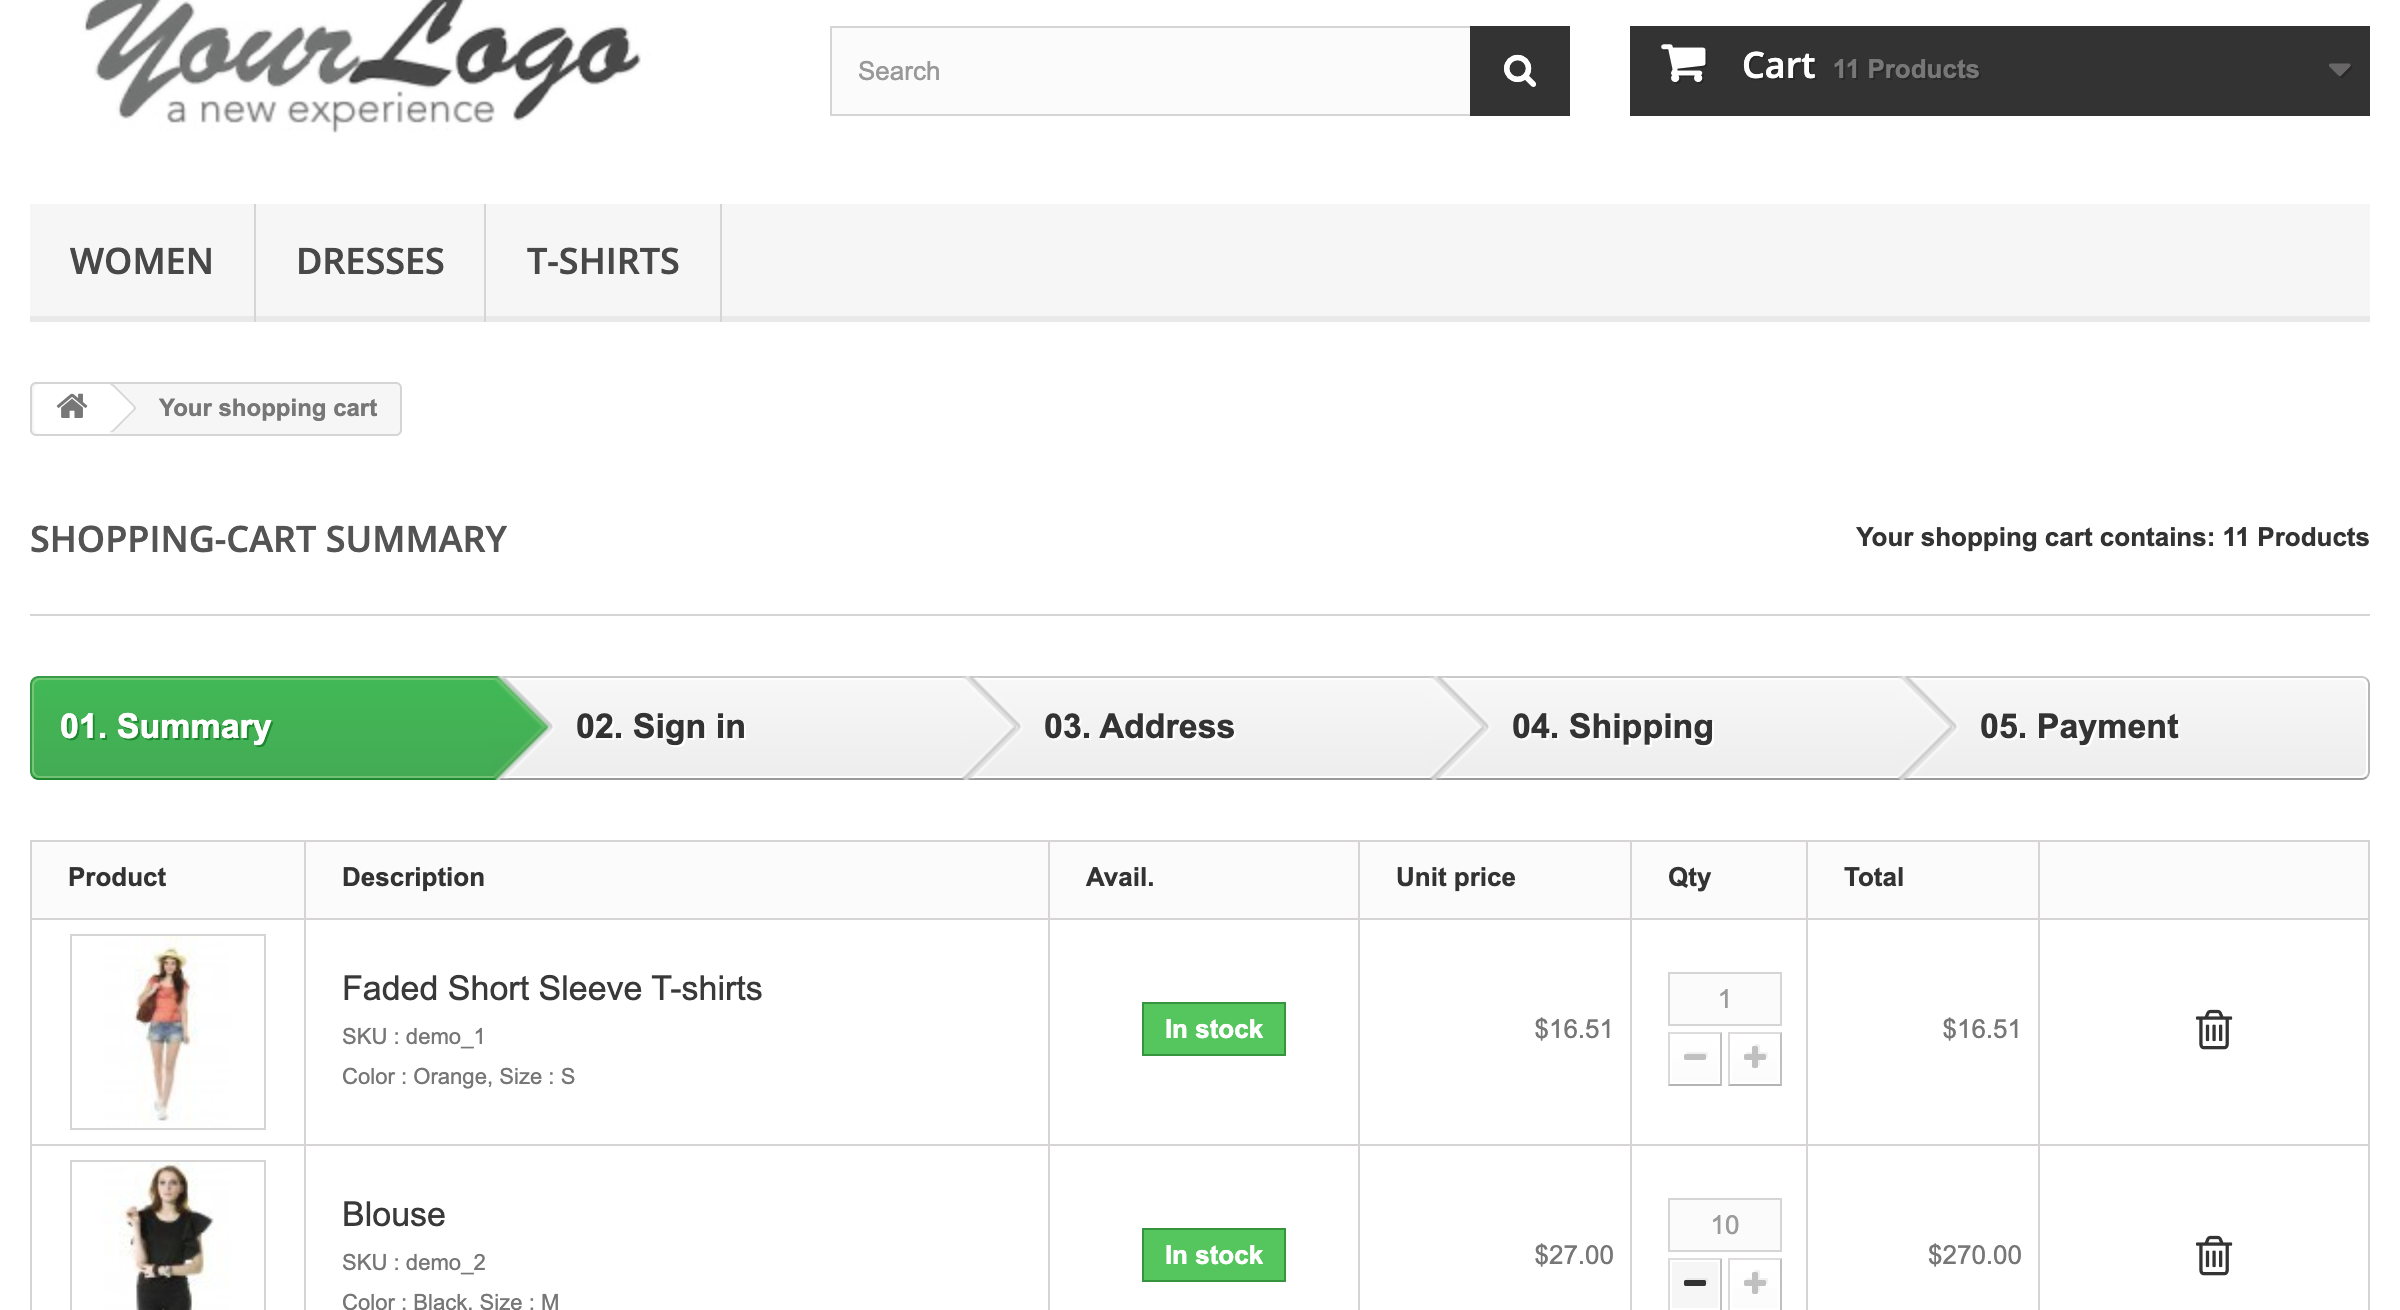 YourLogo
a new experience
Search
Cart 11 Products
WOMEN DRESSES T-SHIRTS
Your shopping cart
SHOPPING-CART SUMMARY Your shopping cart contains: 11 Products
01. Summary 02. Sign in 03. Address 04. Shipping 05. Payment
Product Description Avail. Unit price Qty Total
Faded Short Sleeve T-shirts
SKU : demo_1
Color : Orange, Size : S
In stock $16.51 1 $16.51
Blouse
SKU : demo_2
Color : Black, Size : M
In stock $27.00 10 $270.00